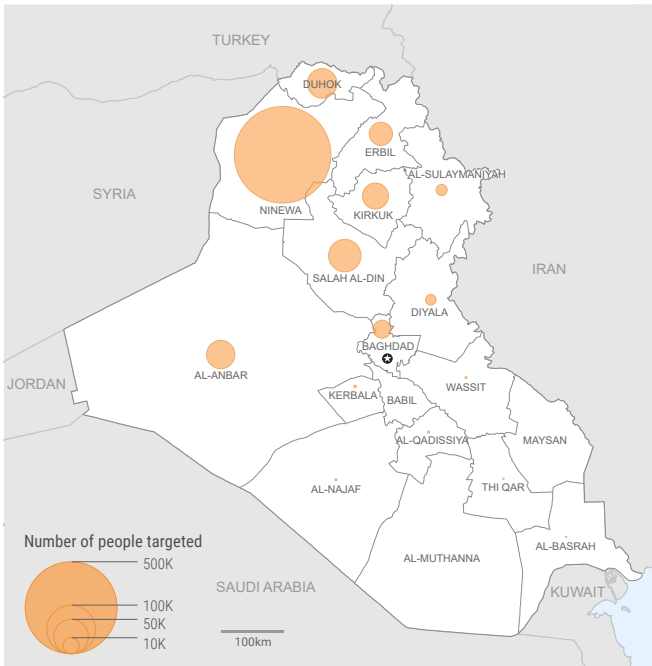 TURKEY
DUHOK
ERBIL
AL-SULAYMANIYAH
SYRIA
NINEWA
KIRKUK
IRAN
SALAH AL-DIN
DIYALA
BAGHDAD
AL-ANBAR
JORDAN
WASSIT
KERBALA
BABIL
AL-QADISSIYA
MAYSAN
AL-NAJAF
THI QAR
Number of people targeted
500K
AL-BASRAH
AL-MUTHANNA
SAUDI ARABIA
KUWAIT
100K
50K
10K
100km